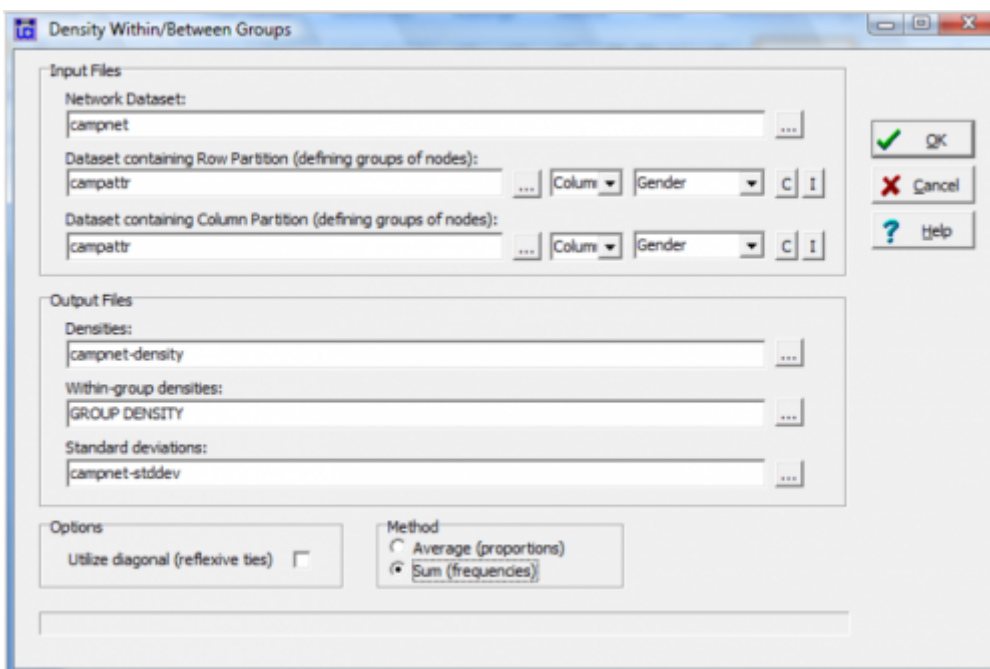 Density Within/Between Groups
Input Files
Network Dataset:
campnet
...
Dataset containing Row Partition (defining groups of nodes):
campattr
...
Colum
Gender
C
I
Dataset containing Column Partition (defining groups of nodes):
campattr
...
Colum
Gender
C
I
OK
Cancel
? Help
Output Files
Densities:
campnet-density
...
Within-group densities:
GROUP DENSITY
...
Standard deviations:
campnet-stddev
...
Options
Utilize diagonal (reflexive ties)
Method
Average (proportions)
Sum (frequencies)